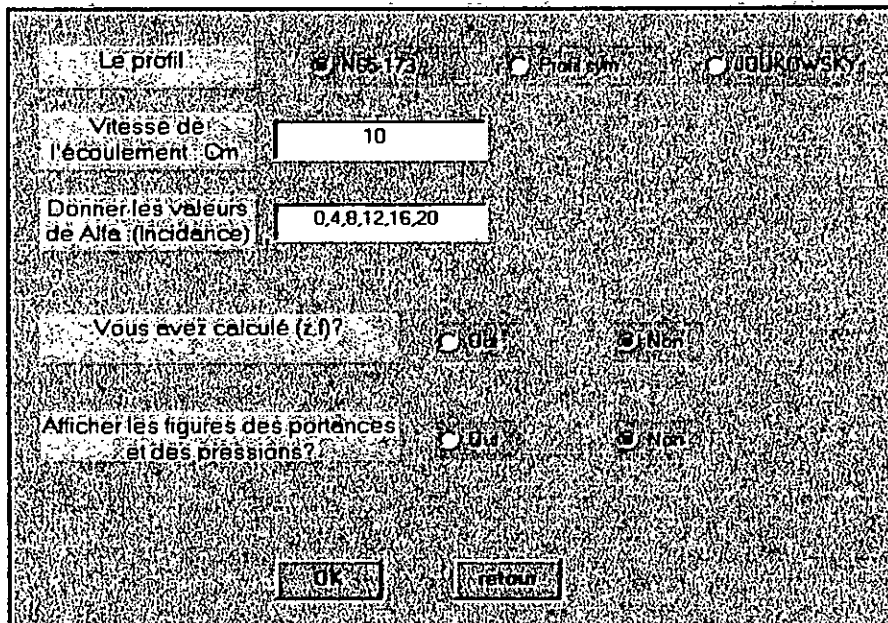 Le profil : N65-173 Profil sym JOUKOWSKY
Vitesse de
l'écoulement Cm 10
Donner les valeurs
de Alfa (Incidance) 0,4,8,12,16,20
Vous avez calculé (z,f)? Oui Non
Afficher les figures des portances
et des pressions? Oui Non
OK retour